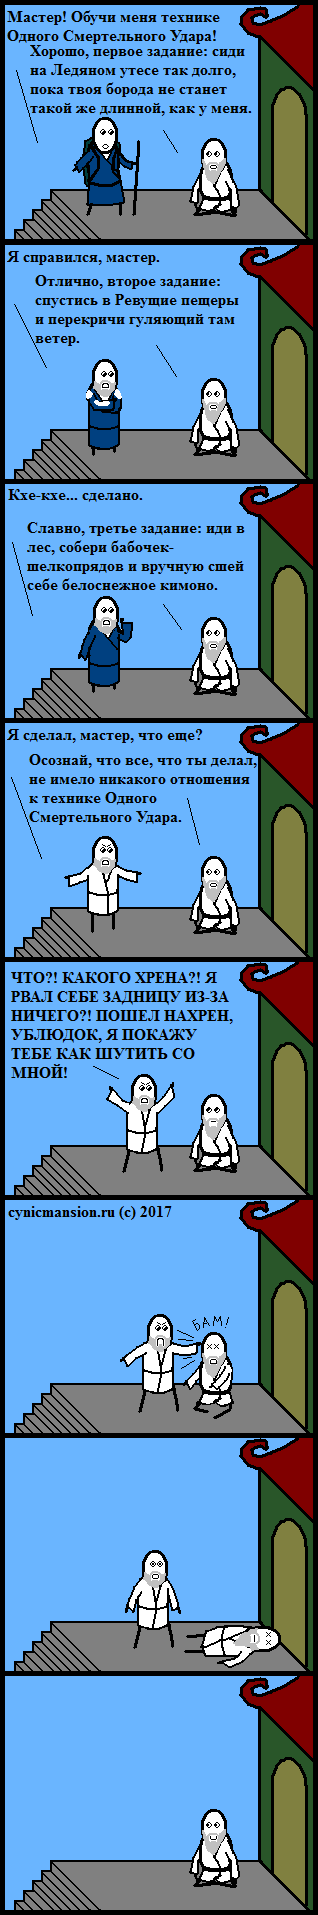 Мастер! Обучи меня технике
Одного Смертельного Удара!
Хорошо, первое задание: сиди
на Ледяном утесе так долго,
пока твоя борода не станет
такой же длинной, как у меня.
Я справился, мастер.
Отлично, второе задание:
спустись в Ревущие пещеры
и перекричи гуляющий там
ветер.
Кхе-кхе... сделано.
Славно, третье задание: иди в
лес, собери бабочек-
шелкопрядов и вручную сшей
себе белоснежное кимоно.
Я сделал, мастер, что еще?
Осознай, что все, что ты делал,
не имело никакого отношения
к технике Одного
Смертельного Удара.
ЧТО?! КАКОГО ХРЕНА?! Я
РВАЛ СЕБЕ ЗАДНИЦУ ИЗ-ЗА
НИЧЕГО?! ПОШЕЛ НАХРЕН,
УБЛЮДОК, Я ПОКАЖУ
ТЕБЕ КАК ШУТИТЬ СО
МНОЙ!
cynicmansion.ru (c) 2017
БАМ!